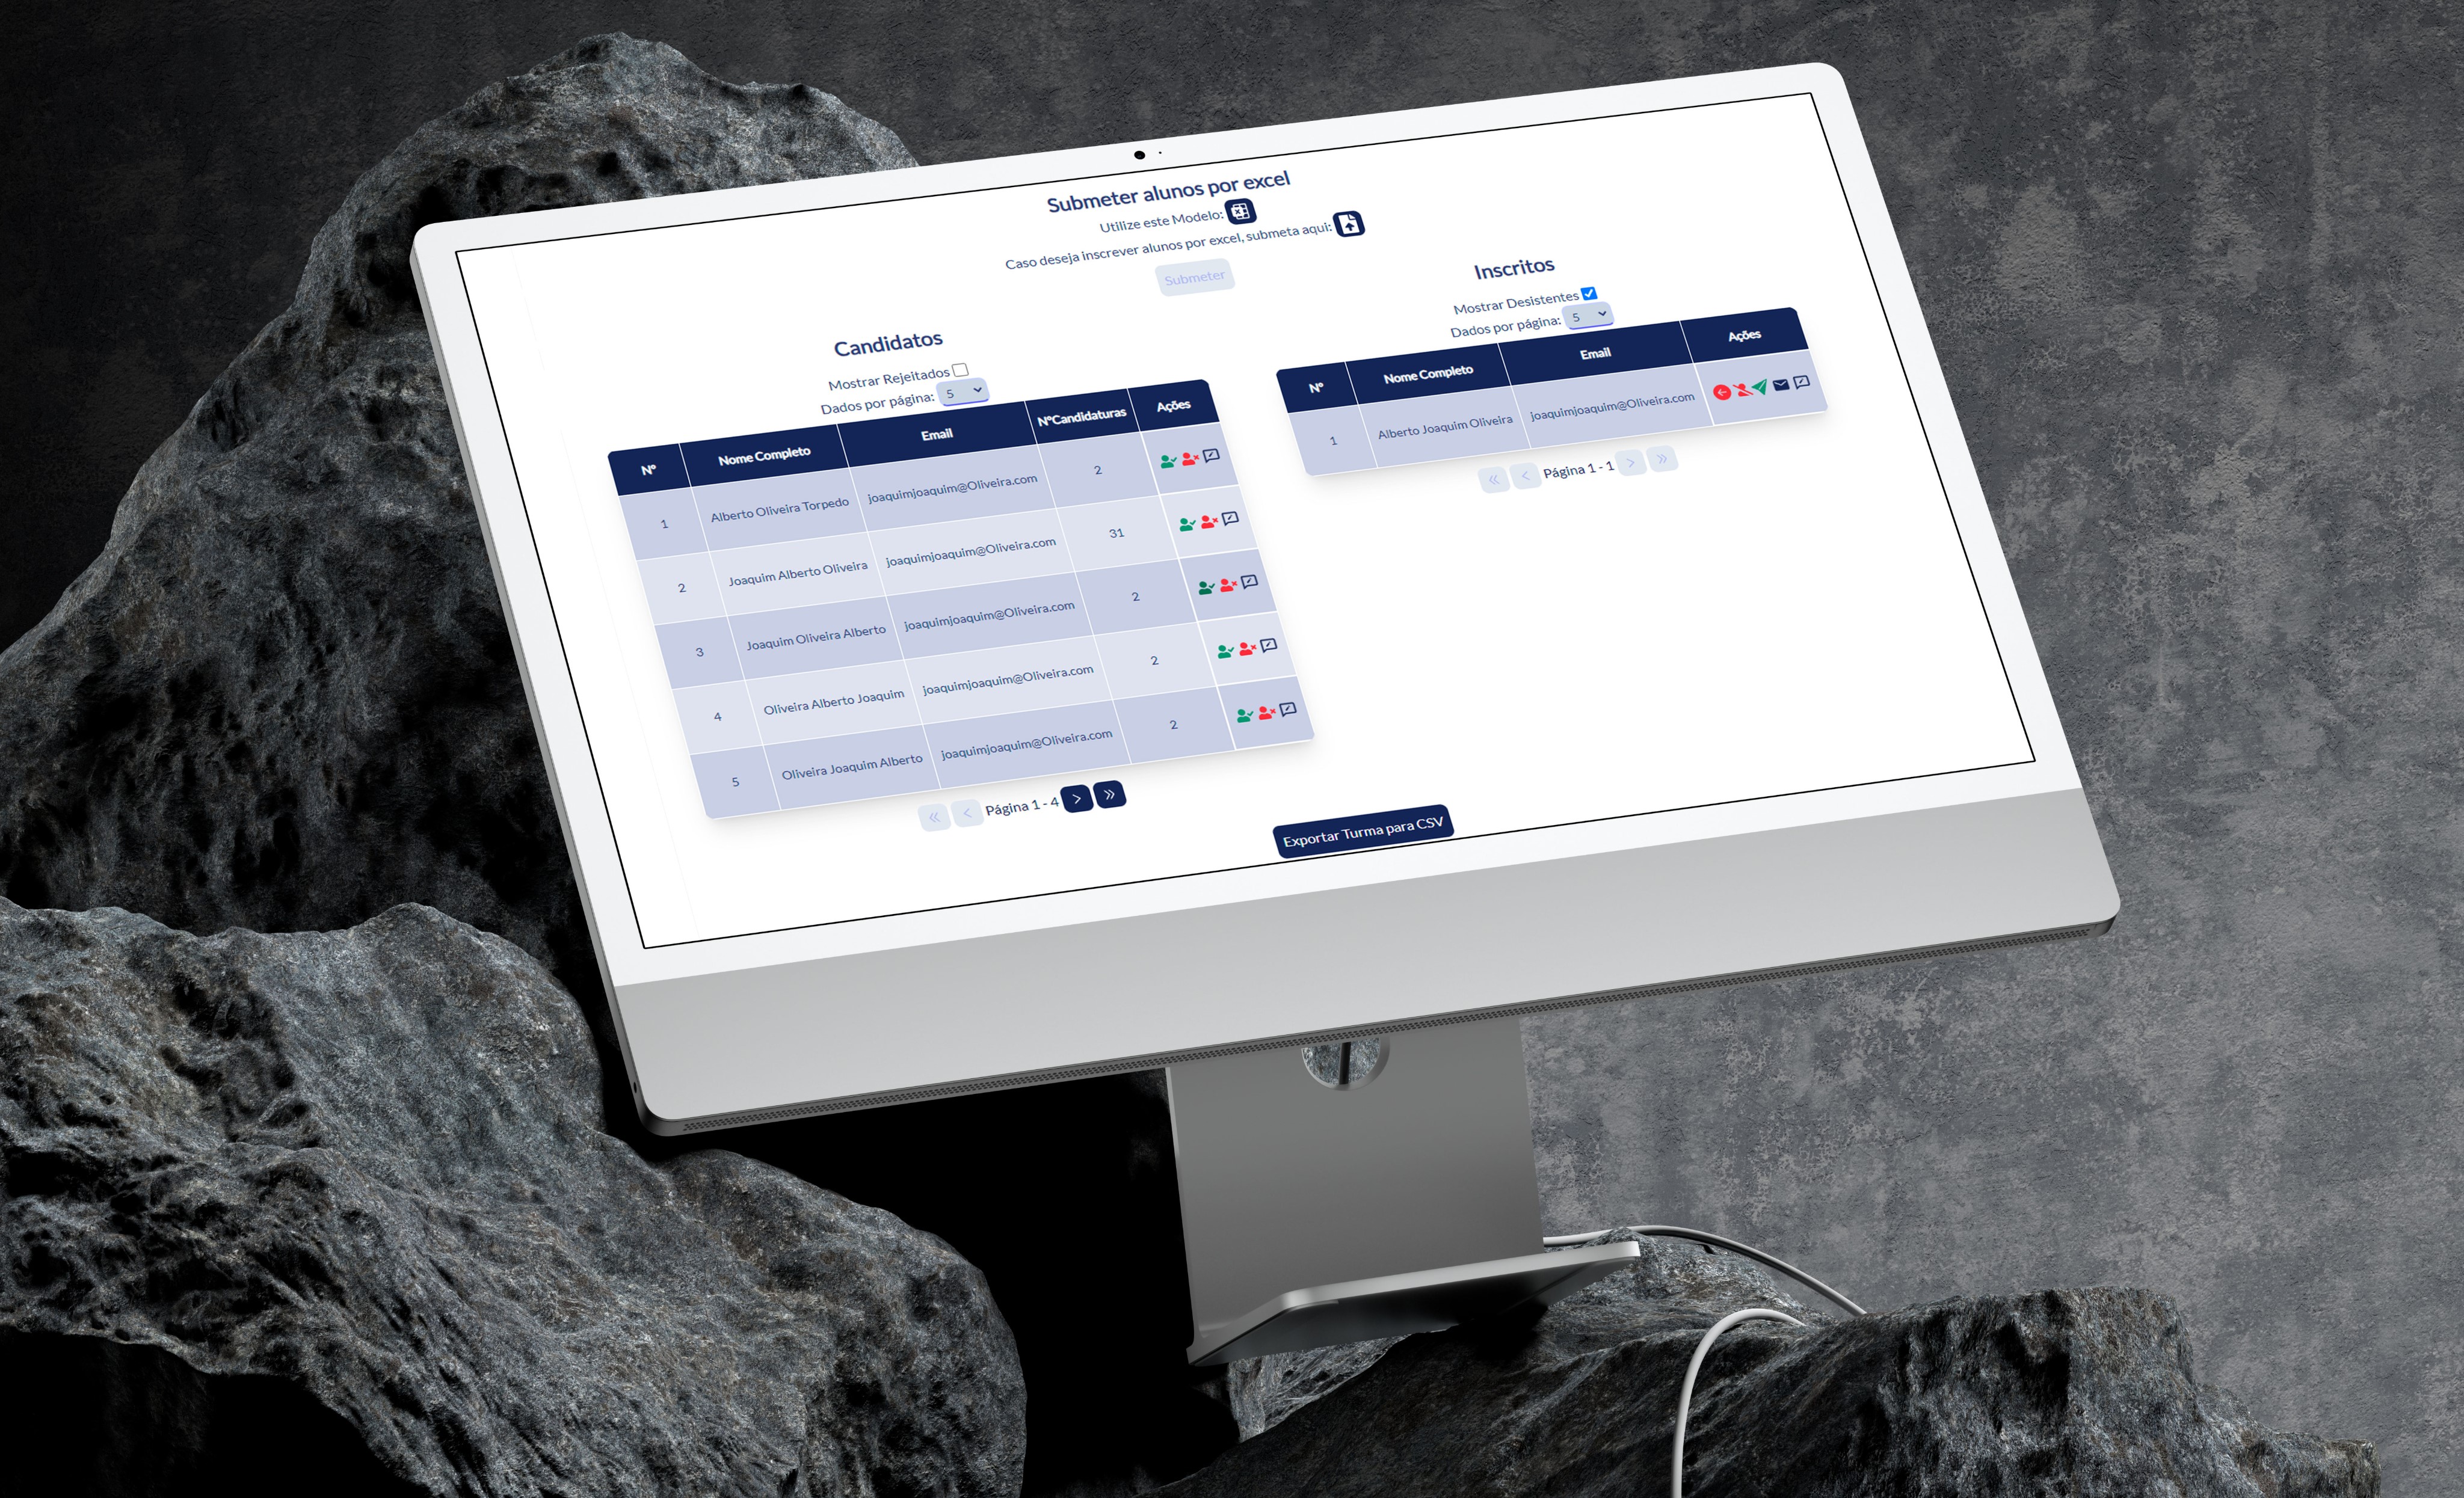 Submeter alunos por excel
Utilize este Modelo:
Caso deseja inscrever alunos por excel, submeta aqui:
Submeter
Candidatos
Mostrar Rejeitados
Dados por página: 5
Nº Nome Completo Email NºCandidaturas Ações
1 Alberto Oliveira Torpedo joaquimjoaquim@Oliveira.com 2
2 Joaquim Alberto Oliveira joaquimjoaquim@Oliveira.com 31
3 Joaquim Oliveira Alberto joaquimjoaquim@Oliveira.com 2
4 Oliveira Alberto Joaquim joaquimjoaquim@Oliveira.com 2
5 Oliveira Joaquim Alberto joaquimjoaquim@Oliveira.com 2
« < Página 1 - 4 > »
Inscritos
Mostrar Desistentes
Dados por página: 5
Nº Nome Completo Email Ações
1 Alberto Joaquim Oliveira joaquimjoaquim@Oliveira.com
« < Página 1 - 1 > »
Exportar Turma para CSV